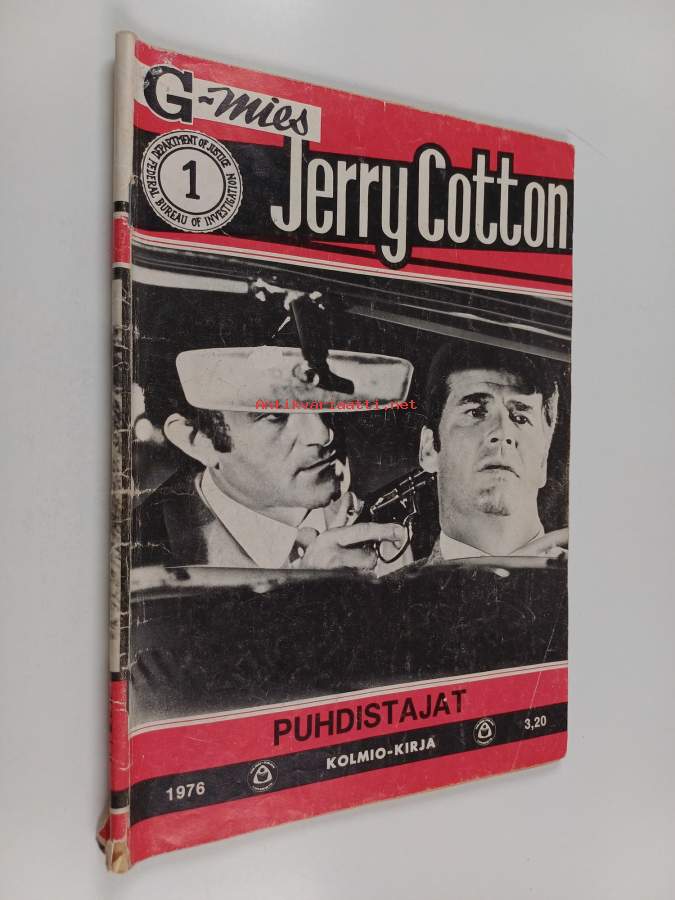 G-mies
DEPARTMENT OF JUSTICE
1
FEDERAL BUREAU OF INVESTIGATION
Jerry Cotton
Antikvariaatti.net
PUHDISTAJAT
1976
KOLMIO-KIRJA
3,20